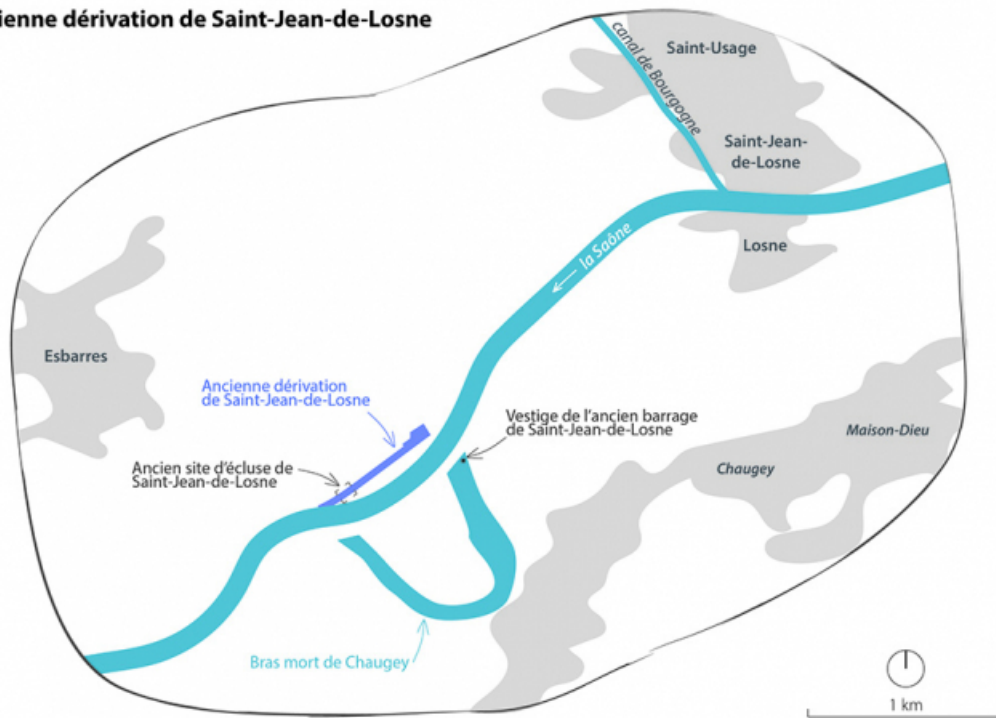 ienne dérivation de Saint-Jean-de-Losne
canal de Bourgogne
Saint-Usage
Saint-Jean-
de-Losne
la Saône
Losne
Esbarres
Ancienne dérivation
de Saint-Jean-de-Losne
Vestige de l'ancien barrage
de Saint-Jean-de-Losne
Maison-Dieu
Ancien site d'écluse de
Saint-Jean-de-Losne
Chaugey
Bras mort de Chaugey
1 km